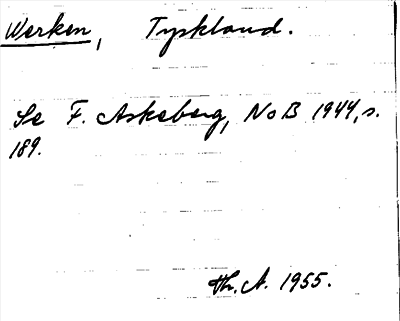 Werken, Tyskland.
Se F. Askeberg, NoB 1944, s.
189.
Th. A. 1955.